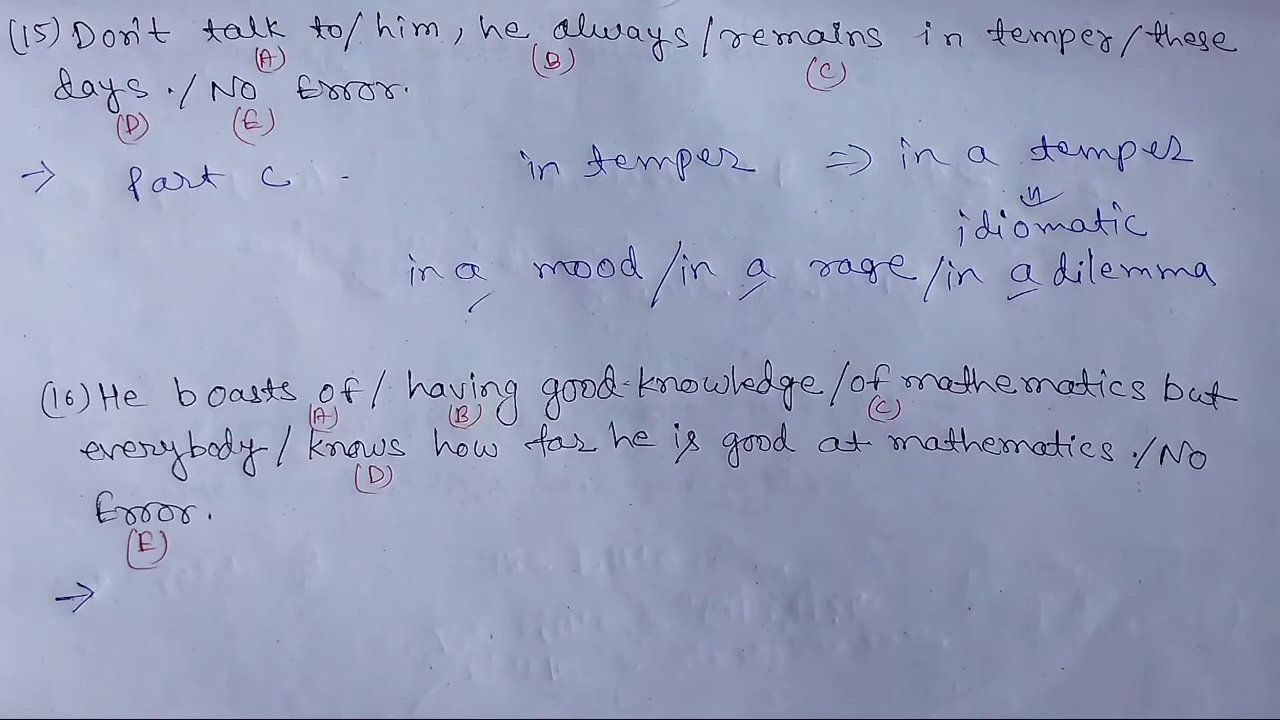 (15) Don't talk to/ him, he always/remains in temper/these
(A) (B) (C)
days ./ No Error.
(D) (E)
→ Part C . in temper ⇒ in a temper
idiomatic
in a mood/in a rage/in a dilemma
(16) He boasts of/ having good-knowledge/of mathematics but
(A) (B) (C)
everybody/ knows how far he is good at mathematics ./No
(D)
Error.
(E)
→